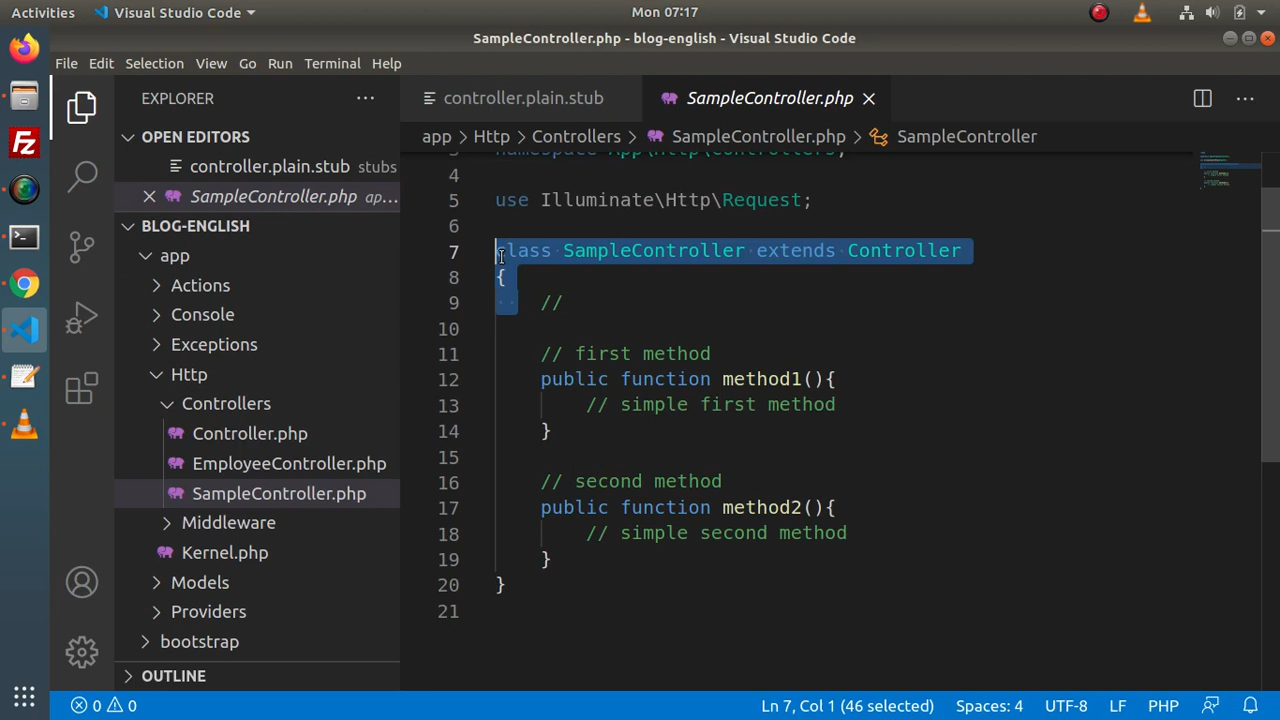 Activities
Visual Studio Code
Mon 07:17
SampleController.php - blog-english - Visual Studio Code
File Edit Selection View Go Run Terminal Help
EXPLORER
OPEN EDITORS
controller.plain.stub stubs
SampleController.php ap...
BLOG-ENGLISH
app
Actions
Console
Exceptions
Http
Controllers
Controller.php
EmployeeController.php
SampleController.php
Middleware
Kernel.php
Models
Providers
bootstrap
OUTLINE
controller.plain.stub
SampleController.php
app > Http > Controllers > SampleController.php > SampleController
3 namespace App\Http\Controllers;
4
5 use Illuminate\Http\Request;
6
7 class SampleController extends Controller
8 {
9 //
10
11 // first method
12 public function method1(){
13 // simple first method
14 }
15
16 // second method
17 public function method2(){
18 // simple second method
19 }
20 }
21
0 0
Ln 7, Col 1 (46 selected) Spaces: 4 UTF-8 LF PHP